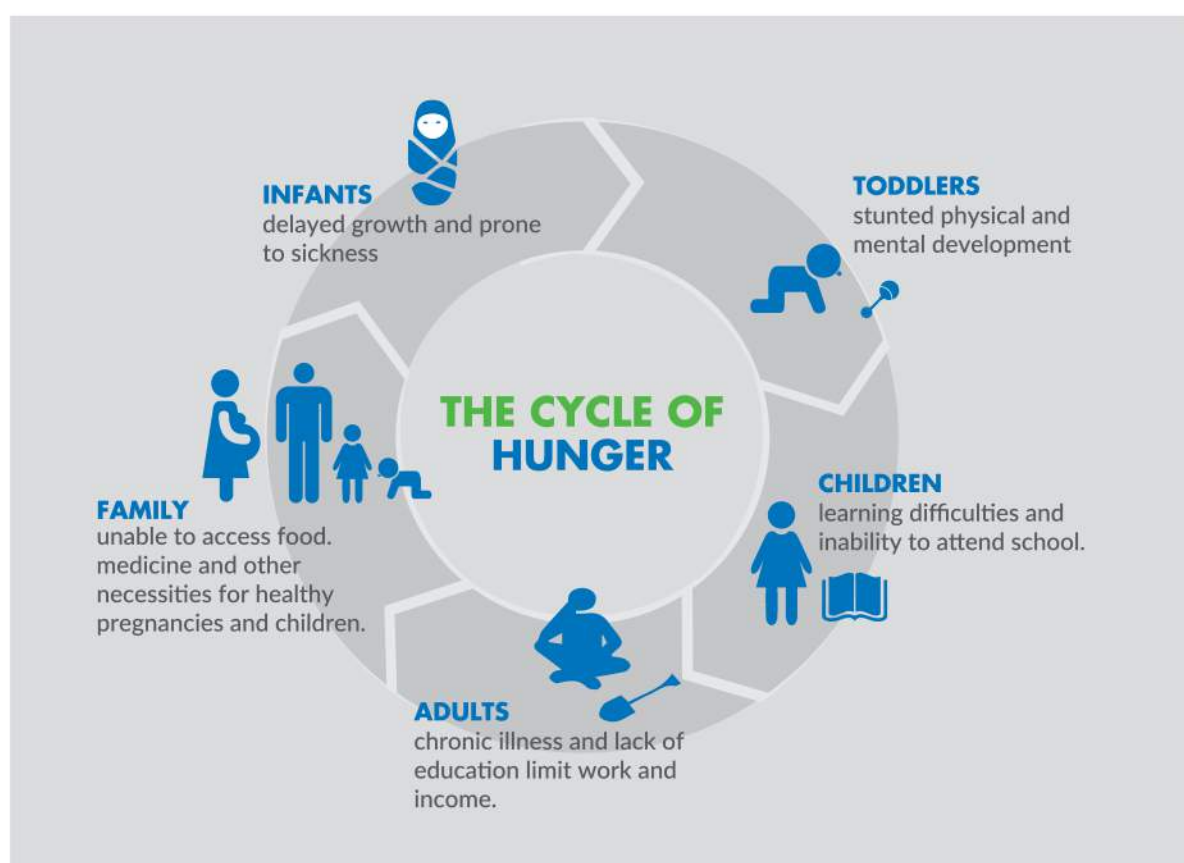 INFANTS
delayed growth and prone
to sickness
TODDLERS
stunted physical and
mental development
THE CYCLE OF
HUNGER
CHILDREN
learning difficulties and
inability to attend school.
FAMILY
unable to access food.
medicine and other
necessities for healthy
pregnancies and children.
ADULTS
chronic illness and lack of
education limit work and
income.